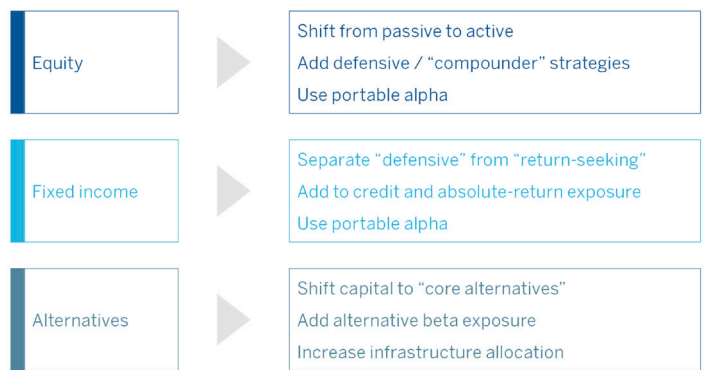 Equity
Shift from passive to active
Add defensive / “compounder” strategies
Use portable alpha
Fixed income
Separate “defensive” from “return-seeking”
Add to credit and absolute-return exposure
Use portable alpha
Alternatives
Shift capital to “core alternatives”
Add alternative beta exposure
Increase infrastructure allocation